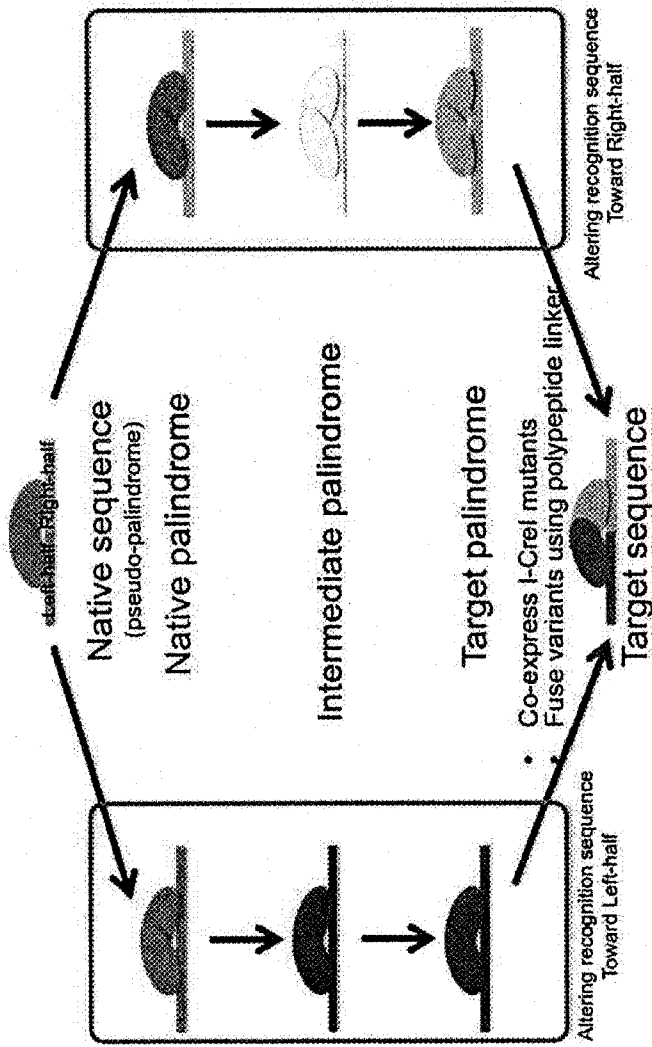 Left-half Right-half
Native sequence
(pseudo-palindrome)
Native palindrome
Intermediate palindrome
Target palindrome
• Co-express I-CreI mutants
• Fuse variants using polypeptide linker
Target sequence
Altering recognition sequence
Toward Left-half
Altering recognition sequence
Toward Right-half